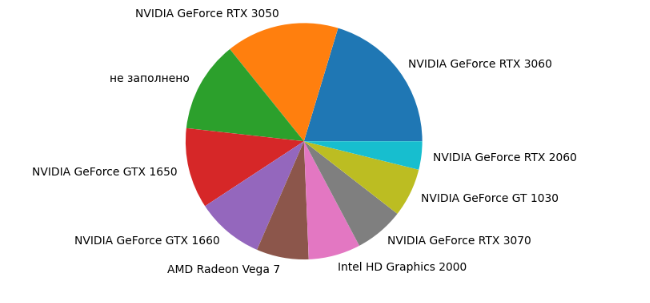 NVIDIA GeForce RTX 3050
NVIDIA GeForce RTX 3060
не заполнено
NVIDIA GeForce RTX 2060
NVIDIA GeForce GTX 1650
NVIDIA GeForce GT 1030
NVIDIA GeForce GTX 1660
NVIDIA GeForce RTX 3070
AMD Radeon Vega 7
Intel HD Graphics 2000